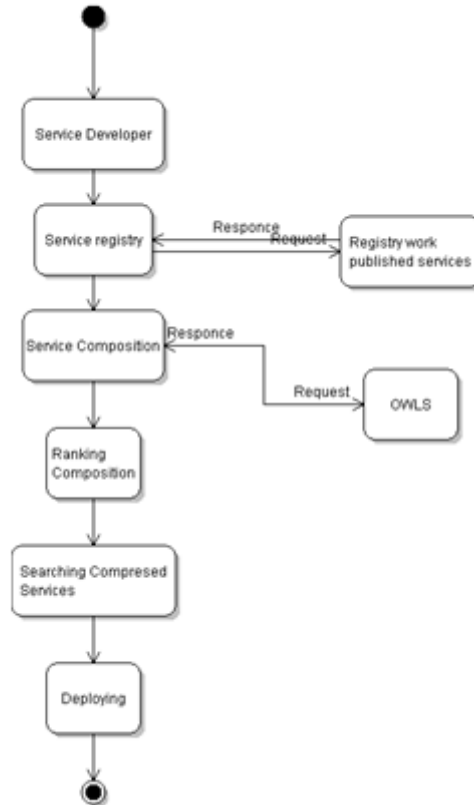 Service Developer
Responce
Service registry
Request
Registry work
published services
Responce
Service Composition
Request
OWLS
Ranking
Composition
Searching Compresed
Services
Deploying